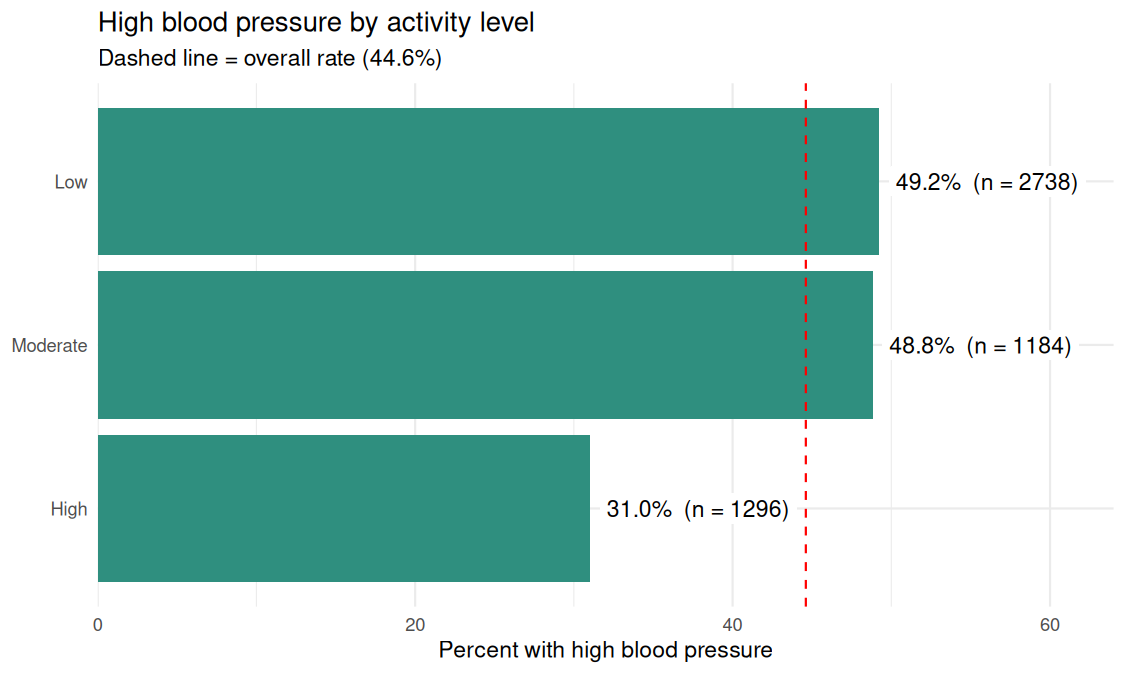 High blood pressure by activity level
Dashed line = overall rate (44.6%)
Low
49.2%  (n = 2738)
Moderate
48.8%  (n = 1184)
High
31.0%  (n = 1296)
0 20 40 60
Percent with high blood pressure